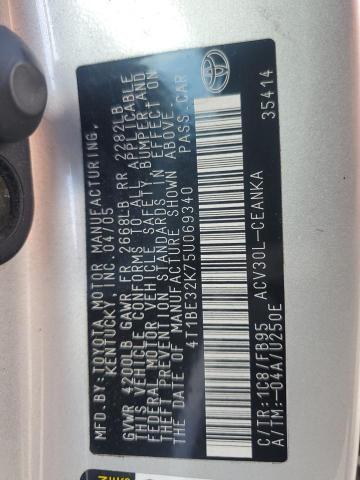 MFD.BY:TOYOTA MOTOR MANUFACTURING,
KENTUCKY, INC. 04/05
GVWR 4200LB GAWR FR 2668LB RR 2282LB
THIS VEHICLE CONFORMS TO ALL APPLICABLE
FEDERAL MOTOR VEHICLE SAFETY, BUMPER AND
THEFT PREVENTION STANDARDS IN EFFECT ON
THE DATE OF MANUFACTURE SHOWN ABOVE.
4T1BE32K75U069340 PASS.CAR
C/TR:1C8/FB95 ACV30L-CEANKA
A/TM:-04A/U250E 35414
TOYOTA